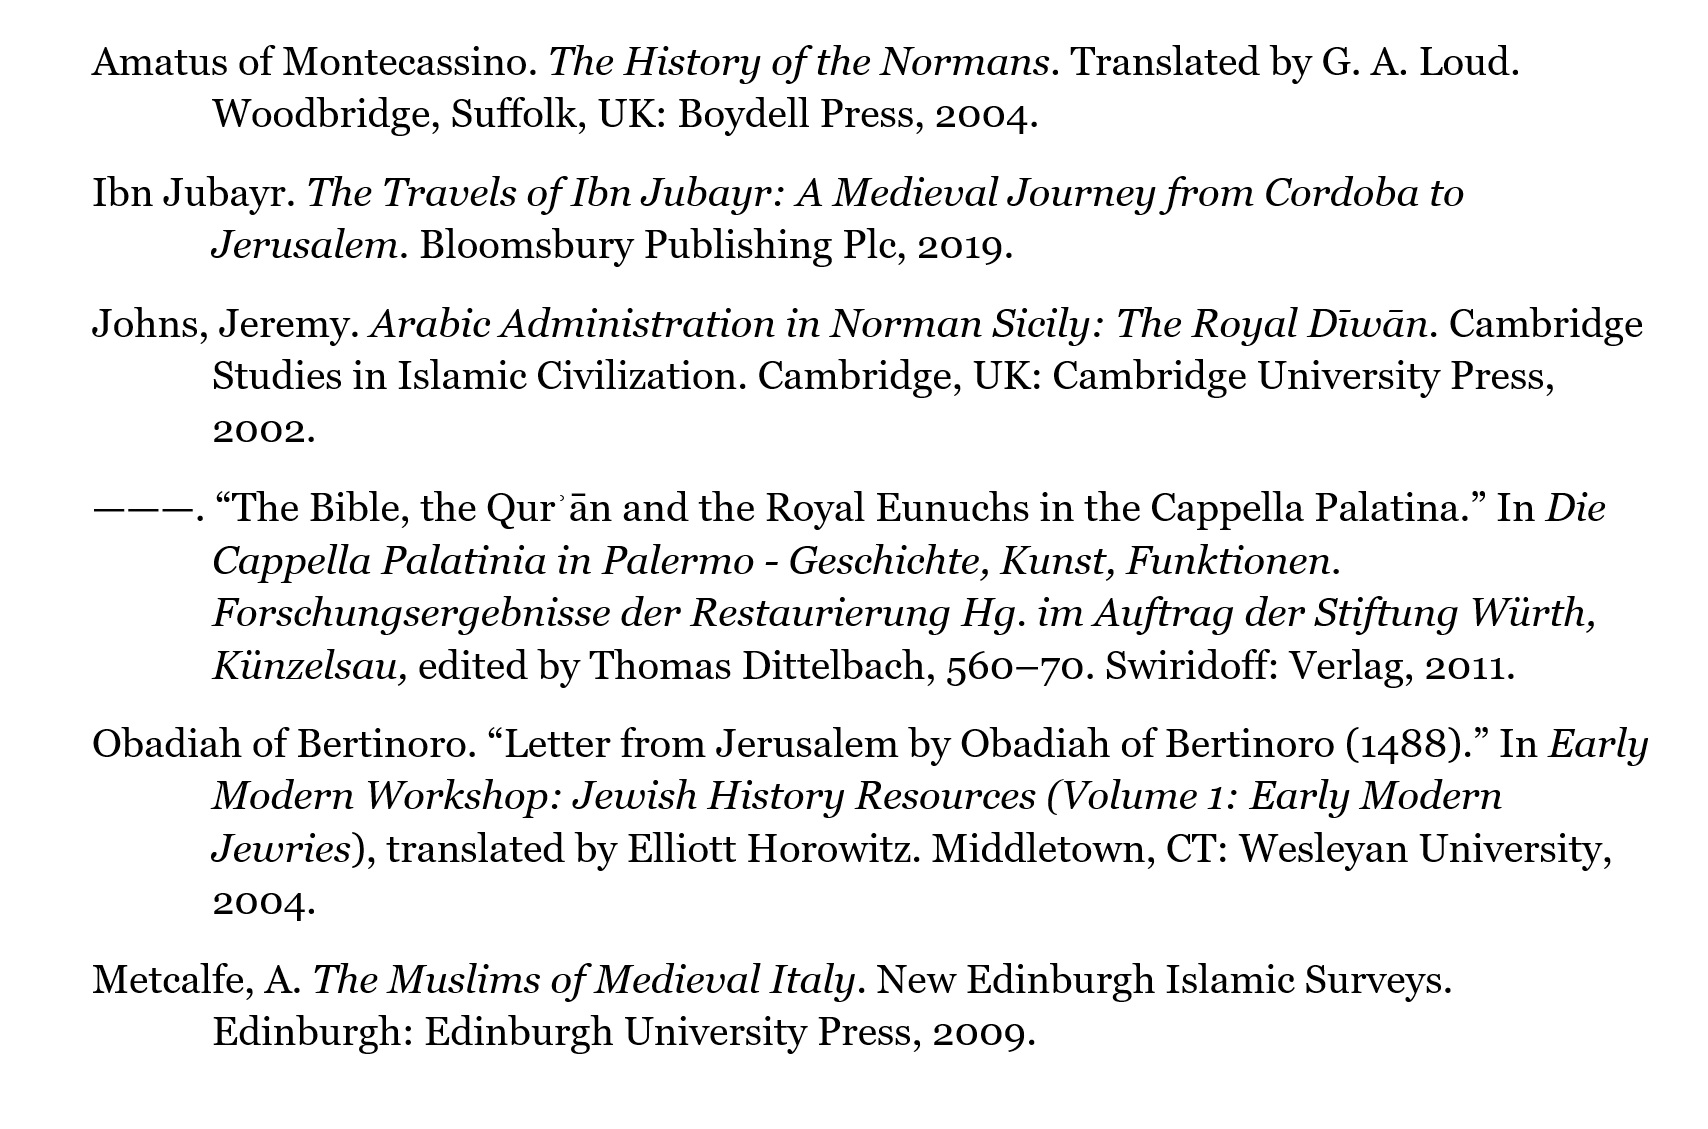 Amatus of Montecassino. The History of the Normans. Translated by G. A. Loud.
Woodbridge, Suffolk, UK: Boydell Press, 2004.
Ibn Jubayr. The Travels of Ibn Jubayr: A Medieval Journey from Cordoba to
Jerusalem. Bloomsbury Publishing Plc, 2019.
Johns, Jeremy. Arabic Administration in Norman Sicily: The Royal Dīwān. Cambridge
Studies in Islamic Civilization. Cambridge, UK: Cambridge University Press,
2002.
———. “The Bible, the Qurʾān and the Royal Eunuchs in the Cappella Palatina.” In Die
Cappella Palatinia in Palermo - Geschichte, Kunst, Funktionen.
Forschungsergebnisse der Restaurierung Hg. im Auftrag der Stiftung Würth,
Künzelsau, edited by Thomas Dittelbach, 560–70. Swiridoff: Verlag, 2011.
Obadiah of Bertinoro. “Letter from Jerusalem by Obadiah of Bertinoro (1488).” In Early
Modern Workshop: Jewish History Resources (Volume 1: Early Modern
Jewries), translated by Elliott Horowitz. Middletown, CT: Wesleyan University,
2004.
Metcalfe, A. The Muslims of Medieval Italy. New Edinburgh Islamic Surveys.
Edinburgh: Edinburgh University Press, 2009.